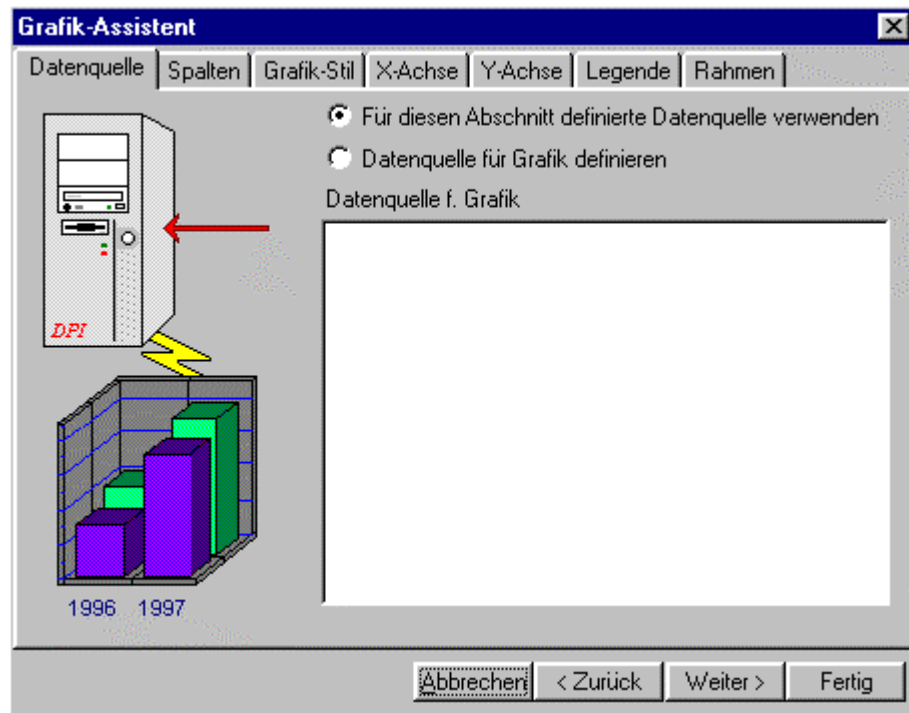 Grafik-Assistent
Datenquelle Spalten Grafik-Stil X-Achse Y-Achse Legende Rahmen
Für diesen Abschnitt definierte Datenquelle verwenden
Datenquelle für Grafik definieren
Datenquelle f. Grafik
DPI
1996 1997
Abbrechen < Zurück Weiter > Fertig